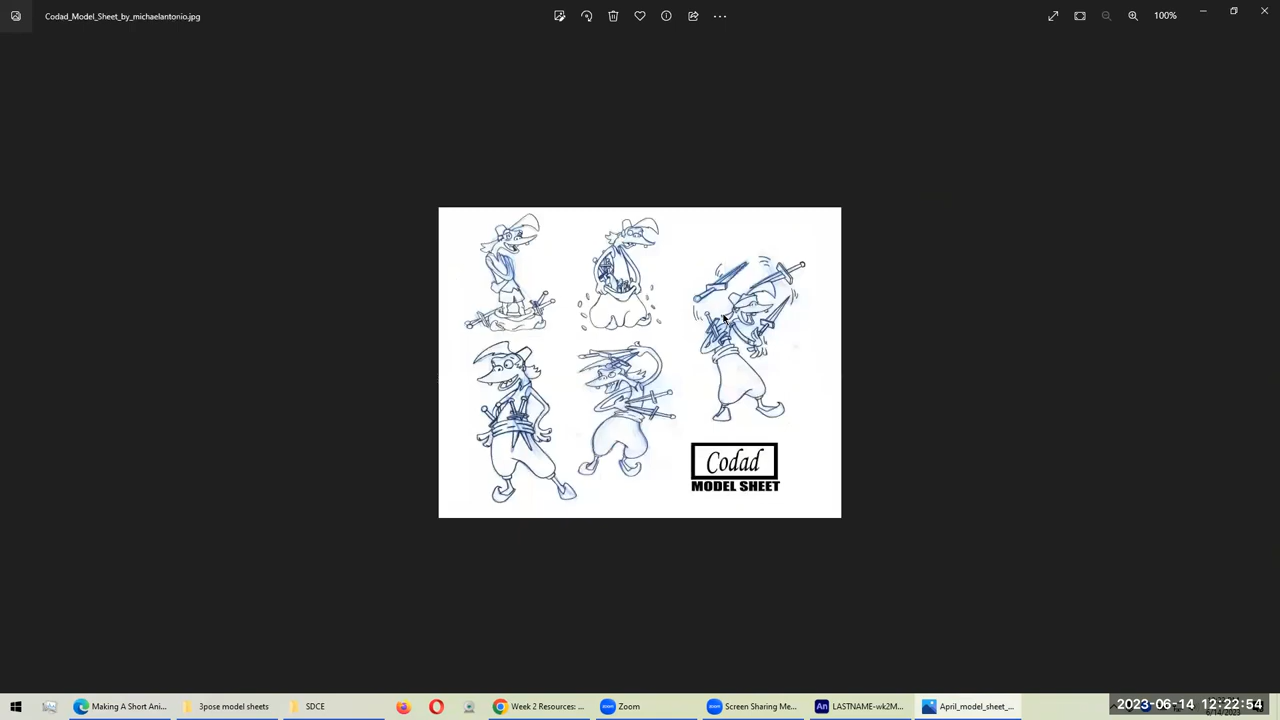 Codad_Model_Sheet_by_michaelantonio.jpg
100%
Codad
MODEL SHEET
Making A Short Ani...
3pose model sheets
SDCE
Week 2 Resources: ...
Zoom
Screen Sharing Me...
An
LASTNAME-wk2M...
April_model_sheet_...
2023-06-14 12:22:54